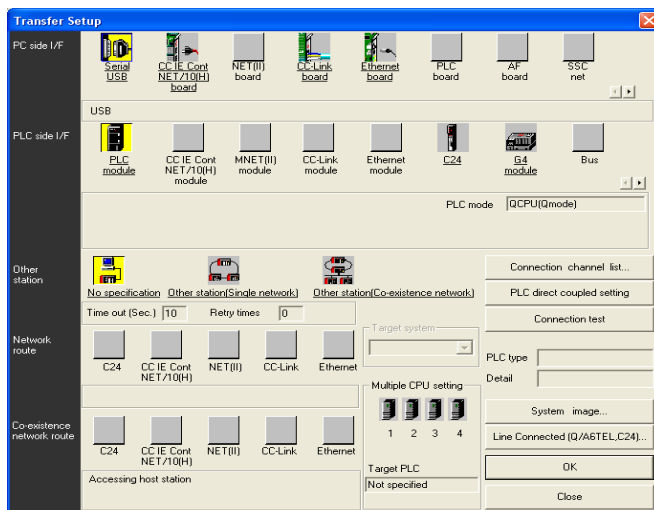 Transfer Setup
PC side I/F
Serial USB
CC IE Cont NET/10(H) board
NET(II) board
CC-Link board
Ethernet board
PLC board
AF board
SSC net
USB
PLC side I/F
PLC module
CC IE Cont NET/10(H) module
MNET(II) module
CC-Link module
Ethernet module
C24
G4 module
Bus
PLC mode QCPU(Qmode)
Other station
No specification
Other station(Single network)
Other station(Co-existence network)
Time out (Sec.) 10 Retry times 0
Connection channel list...
PLC direct coupled setting
Connection test
Target system
Network route
C24
CC IE Cont NET/10(H)
NET(II)
CC-Link
Ethernet
PLC type
Detail
Multiple CPU setting
1 2 3 4
Target PLC
Not specified
System image...
Line Connected (Q/A6TEL,C24)...
OK
Close
Co-existence network route
C24
CC IE Cont NET/10(H)
NET(II)
CC-Link
Ethernet
Accessing host station